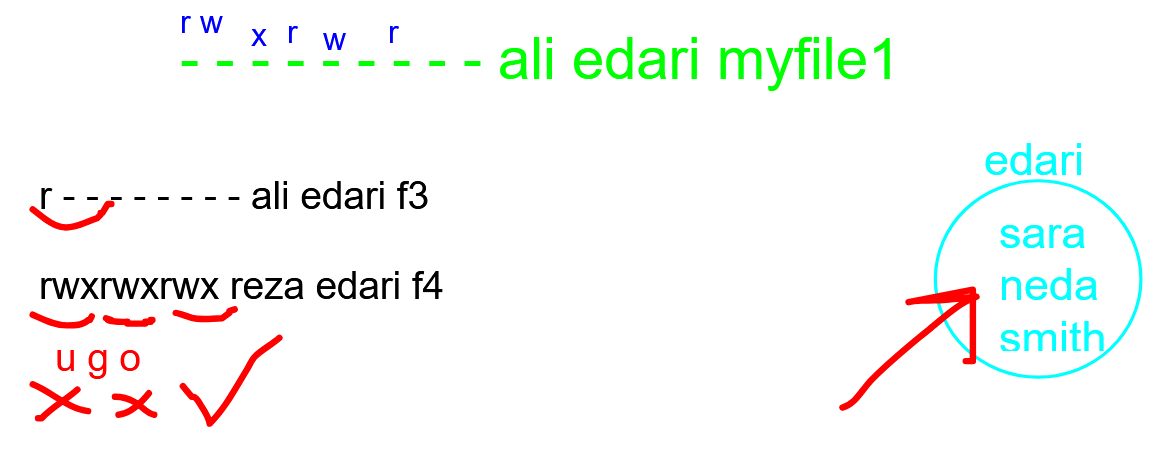 r w x r w r
- - - - - - - - - ali edari myfile1
edari
r - - - - - - - - ali edari f3
sara
neda
rwxrwxrwx reza edari f4
smith
u g o